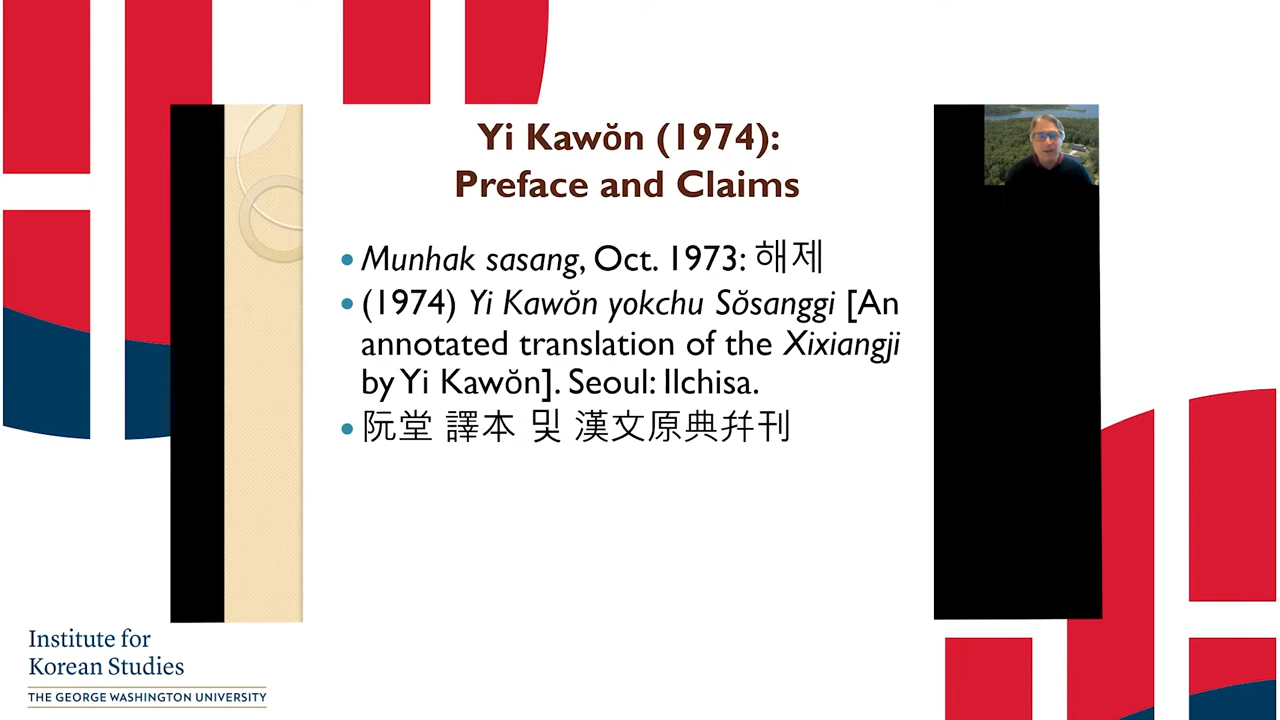 Yi Kawŏn (1974):
Preface and Claims
• Munhak sasang, Oct. 1973: 해제
• (1974) Yi Kawŏn yokchu Sŏsanggi [An
annotated translation of the Xixiangji
by Yi Kawŏn]. Seoul: Ilchisa.
• 阮堂 譯本 및 漢文原典幷刊
Institute for
Korean Studies
THE GEORGE WASHINGTON UNIVERSITY